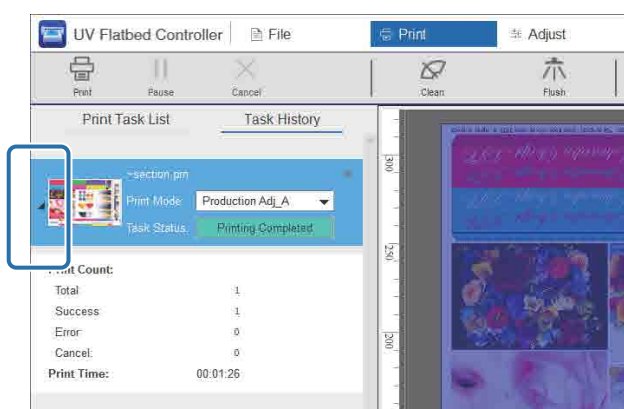 UV Flatbed Controller File Print Adjust
Print Pause Cancel Clean Flush
Print Task List Task History
~section.prn
Print Mode: Production Adj_A
Task Status: Printing Completed
Print Count:
Total 1
Success 1
Error 0
Cancel: 0
Print Time: 00:01:26
300
250
200